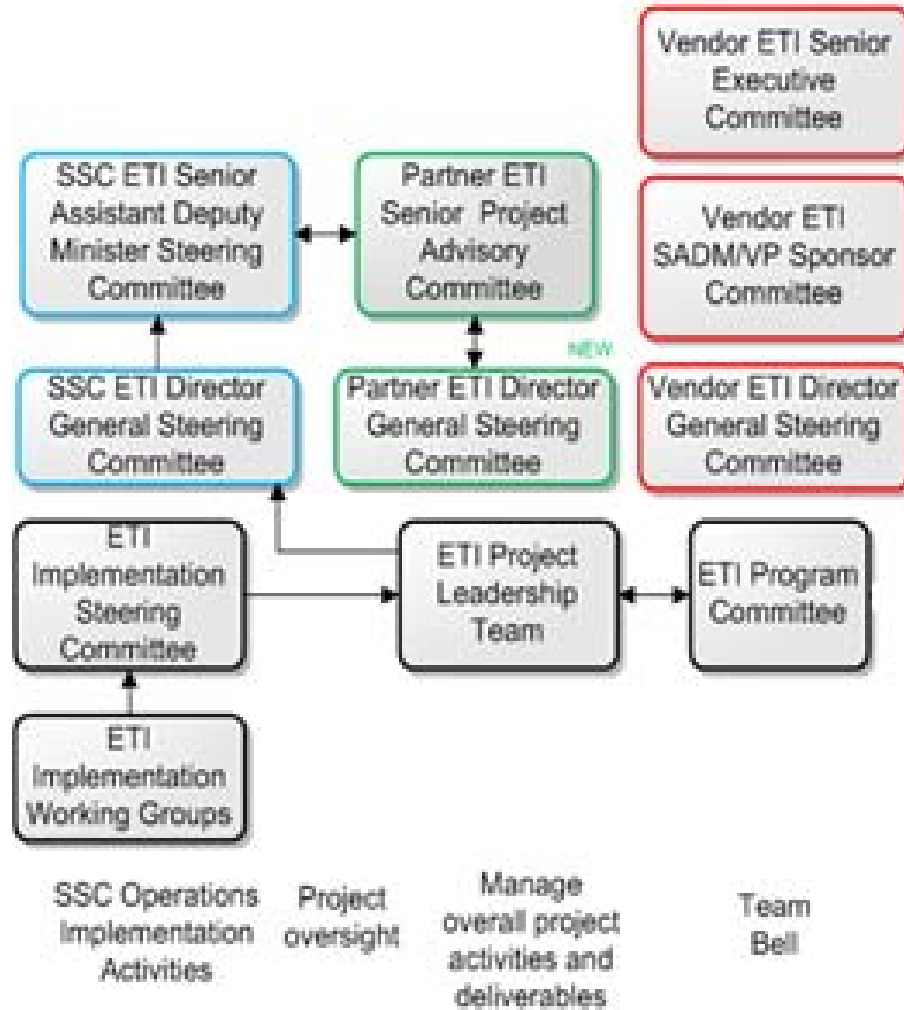 Vendor ETI Senior
Executive
Committee
SSC ETI Senior
Assistant Deputy
Minister Steering
Committee
Partner ETI
Senior Project
Advisory
Committee
Vendor ETI
SADM/VP Sponsor
Committee
NEW
SSC ETI Director
General Steering
Committee
Partner ETI Director
General Steering
Committee
Vendor ETI Director
General Steering
Committee
ETI
Implementation
Steering
Committee
ETI Project
Leadership
Team
ETI Program
Committee
ETI
Implementation
Working Groups
SSC Operations
Implementation
Activities
Project
oversight
Manage
overall project
activities and
deliverables
Team
Bell